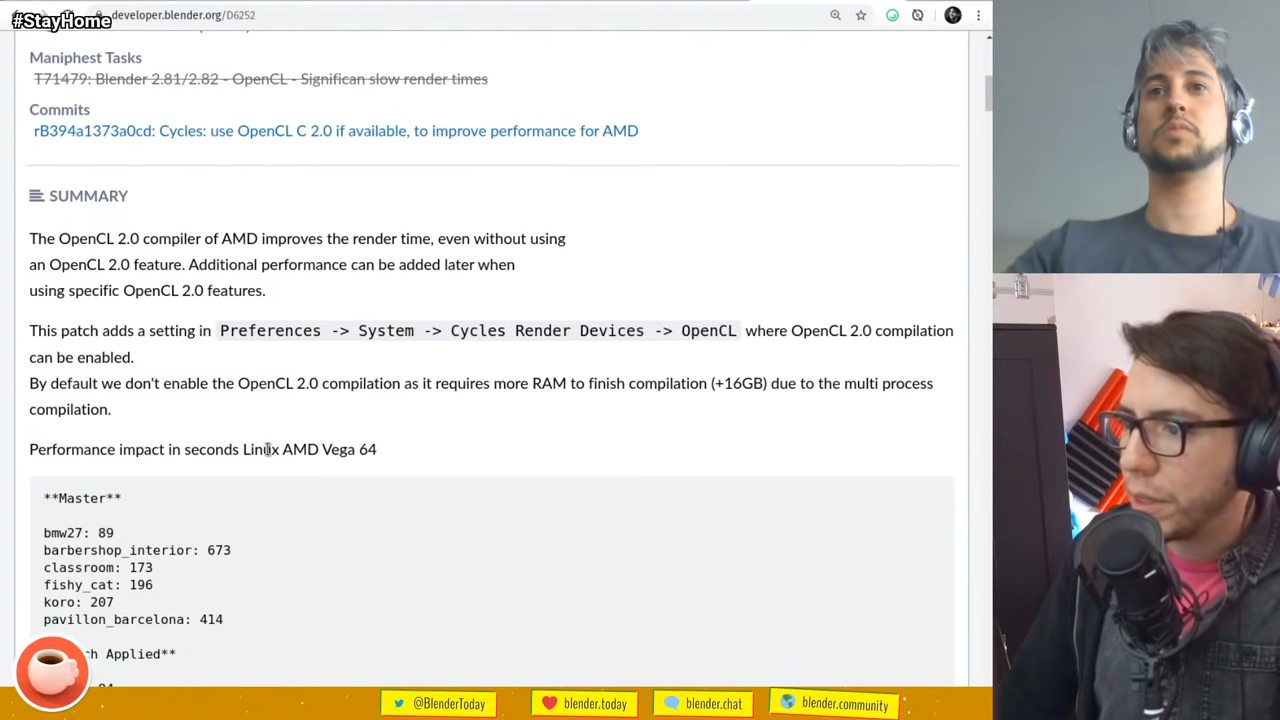 #StayHome
developer.blender.org/D6252
Maniphest Tasks
T71479: Blender 2.81/2.82 - OpenCL - Significan slow render times
Commits
rB394a1373a0cd: Cycles: use OpenCL C 2.0 if available, to improve performance for AMD
SUMMARY
The OpenCL 2.0 compiler of AMD improves the render time, even without using
an OpenCL 2.0 feature. Additional performance can be added later when
using specific OpenCL 2.0 features.
This patch adds a setting in Preferences -> System -> Cycles Render Devices -> OpenCL where OpenCL 2.0 compilation
can be enabled.
By default we don't enable the OpenCL 2.0 compilation as it requires more RAM to finish compilation (+16GB) due to the multi process
compilation.
Performance impact in seconds Linux AMD Vega 64
**Master**
bmw27: 89
barbershop_interior: 673
classroom: 173
fishy_cat: 196
koro: 207
pavillon_barcelona: 414
Applied**
@BlenderToday
blender.today
blender.chat
blender.community